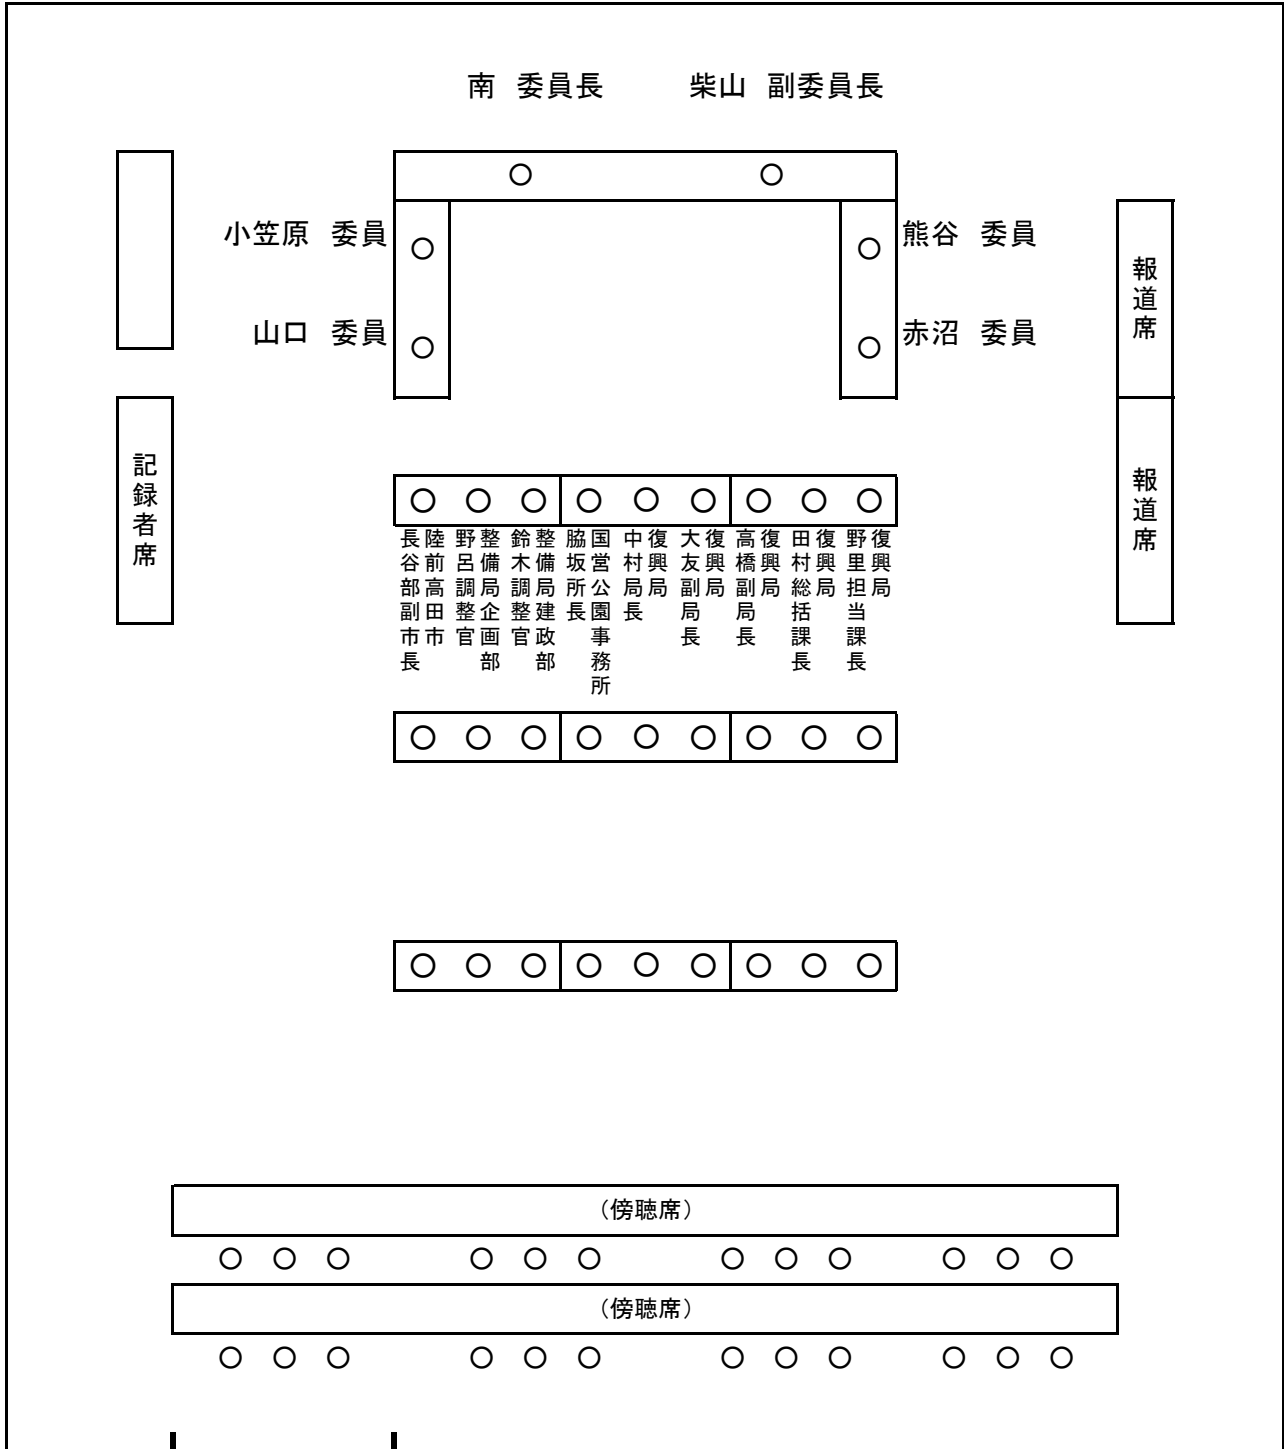 南 委員長 柴山 副委員長
小笠原 委員
熊谷 委員
山口 委員
赤沼 委員
報道席
報道席
記録者席
陸前高田市
長谷部副市長
整備局企画部
野呂調整官
整備局建政部
鈴木調整官
国営公園事務所
脇坂所長
復興局
中村局長
復興局
大友副局長
復興局
高橋副局長
復興局
田村総括課長
復興局
野里担当課長
（傍聴席）
（傍聴席）